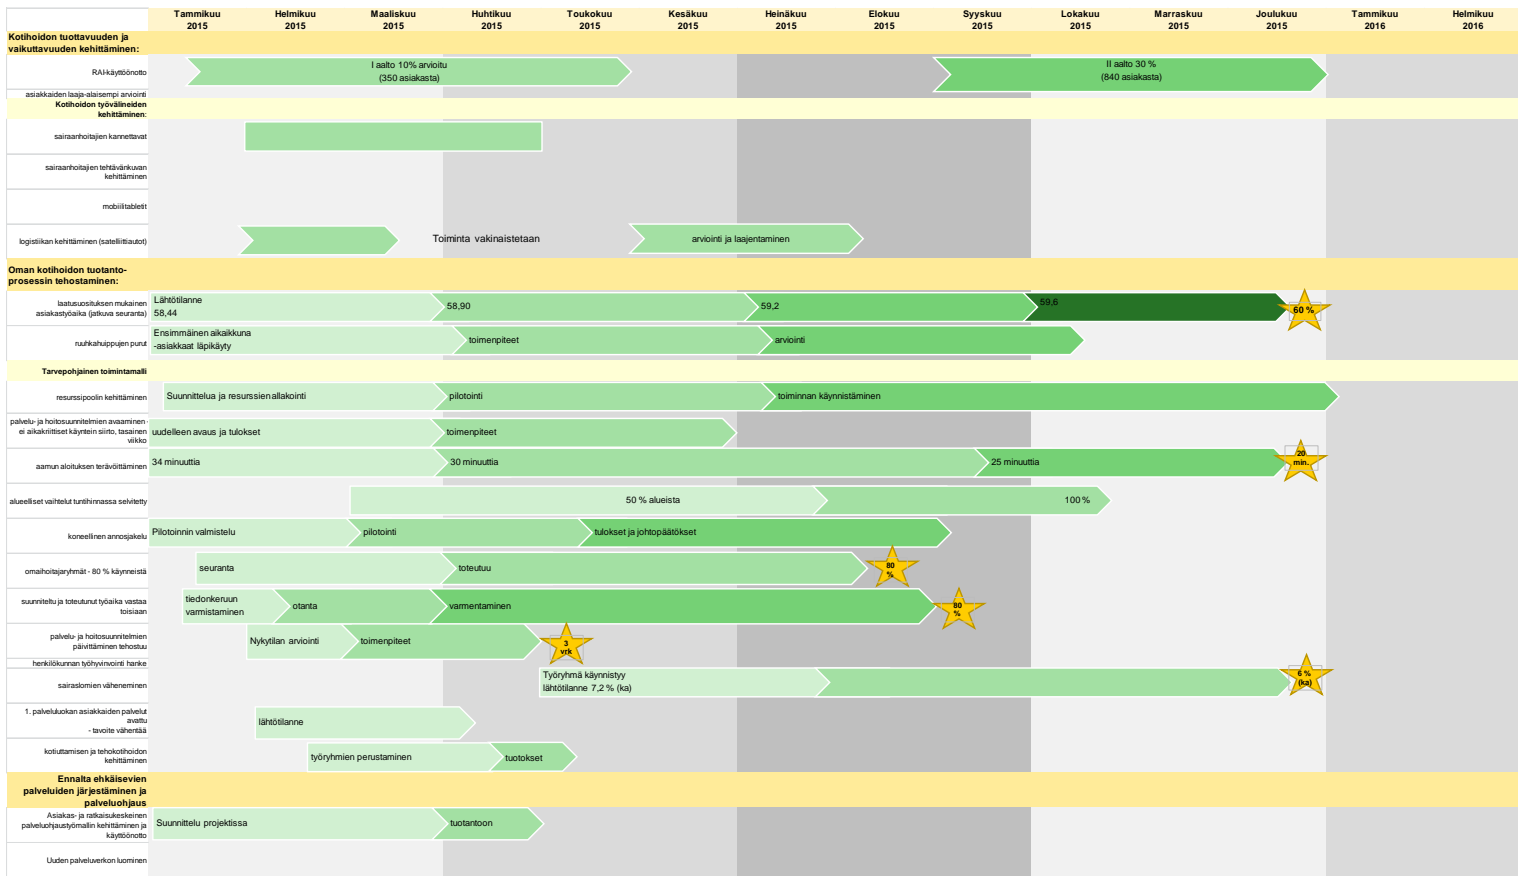 Tammikuu
2015
Helmikuu
2015
Maaliskuu
2015
Huhtikuu
2015
Toukokuu
2015
Kesäkuu
2015
Heinäkuu
2015
Elokuu
2015
Syyskuu
2015
Lokakuu
2015
Marraskuu
2015
Joulukuu
2015
Tammikuu
2016
Helmikuu
2016
Kotihoidon tuottavuuden ja
vaikuttavuuden kehittäminen:
RAI-käyttöönotto
I aalto 10% arvioitu
(350 asiakasta)
II aalto 30 %
(840 asiakasta)
asiakkaiden laaja-alaisempi arviointi
Kotihoidon työvälineiden
kehittäminen:
sairaanhoitajien kannettavat
sairaanhoitajien tehtävänkuvan
kehittäminen
mobiilitabletit
logistiikan kehittäminen (satelliittiautot)
Toiminta vakinaistetaan
arviointi ja laajentaminen
Oman kotihoidon tuotanto-
prosessin tehostaminen:
laatusuosituksen mukainen
asiakastyöaika (jatkuva seuranta)
Lähtötilanne
58,44
58,90
59,2
59,6
60 %
ruuhkahuippujen purut
Ensimmäinen aikaikkuna
-asiakkaat läpikäyty
toimenpiteet
arviointi
Tarvepohjainen toimintamalli
resurssipoolin kehittäminen
Suunnittelua ja resurssien allakointi
pilotointi
toiminnan käynnistäminen
palvelu- ja hoitosuunnitelmien avaaminen -
ei aikakriittiset käyntein siirto, tasainen
viikko
uudelleen avaus ja tulokset
toimenpiteet
aamun aloituksen terävöittäminen
34 minuuttia
30 minuuttia
25 minuuttia
20
min.
alueelliset vaihtelut tuntihinnassa selvitetty
50 % alueista
100 %
koneellinen annosjakelu
Pilotoinnin valmistelu
pilotointi
tulokset ja johtopäätökset
omahoitajaryhmät - 80 % käynneistä
seuranta
toteutuu
80
%
suunniteltu ja toteutunut työaika vastaa
toisiaan
tiedonkeruun
varmistaminen
otanta
varmentaminen
80
%
palvelu- ja hoitosuunnitelmien
päivittäminen tehostuu
Nykytilan arviointi
toimenpiteet
3
vrk
henkilökunnan työhyvinvointi hanke
sairaslomien väheneminen
Työryhmä käynnistyy
lähtötilanne 7,2 % (ka)
6 %
(ka)
1. palveluluokan asiakkaiden palvelut
avattu
- tavoite vähentää
lähtötilanne
kotiuttamisen ja tehokotihoidon
kehittäminen
työryhmien perustaminen
tuotokset
Ennalta ehkäisevien
palveluiden järjestäminen ja
palveluohjaus
Asiakas- ja ratkaisukeskeinen
palveluohjaustyömallin kehittäminen ja
käyttöönotto
Suunnittelu projektissa
tuotantoon
Uuden palveluverkon luominen